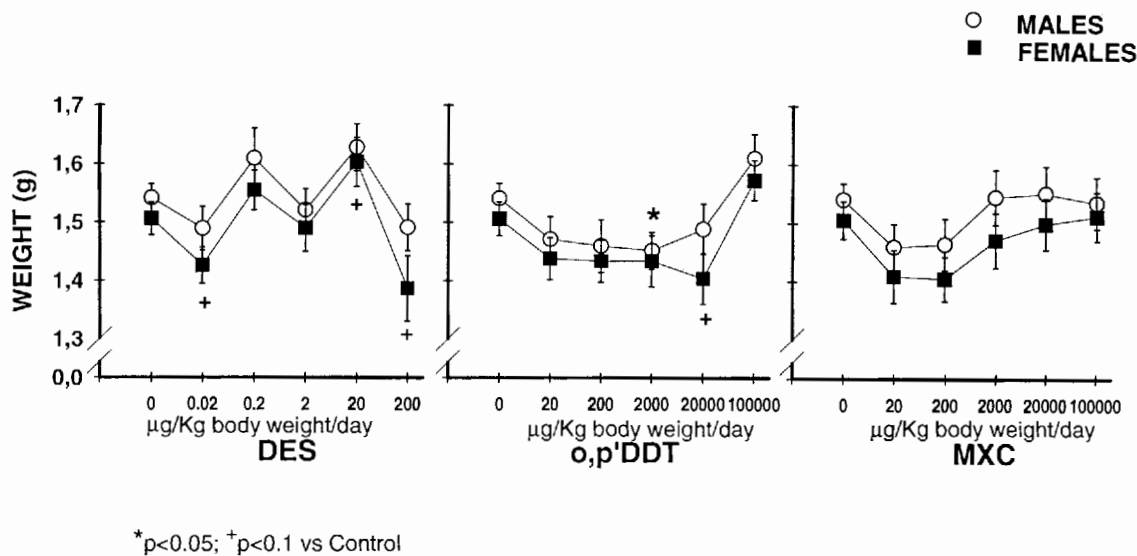 MALES
FEMALES
WEIGHT (g)
1,7
1,6
1,5
1,4
1,3
0,0
+
+
+
0 0.02 0.2 2 20 200
µg/Kg body weight/day
DES
*
+
0 20 200 2000 20000 100000
µg/Kg body weight/day
o,p'DDT
0 20 200 2000 20000 100000
µg/Kg body weight/day
MXC
*p<0.05; +p<0.1 vs Control